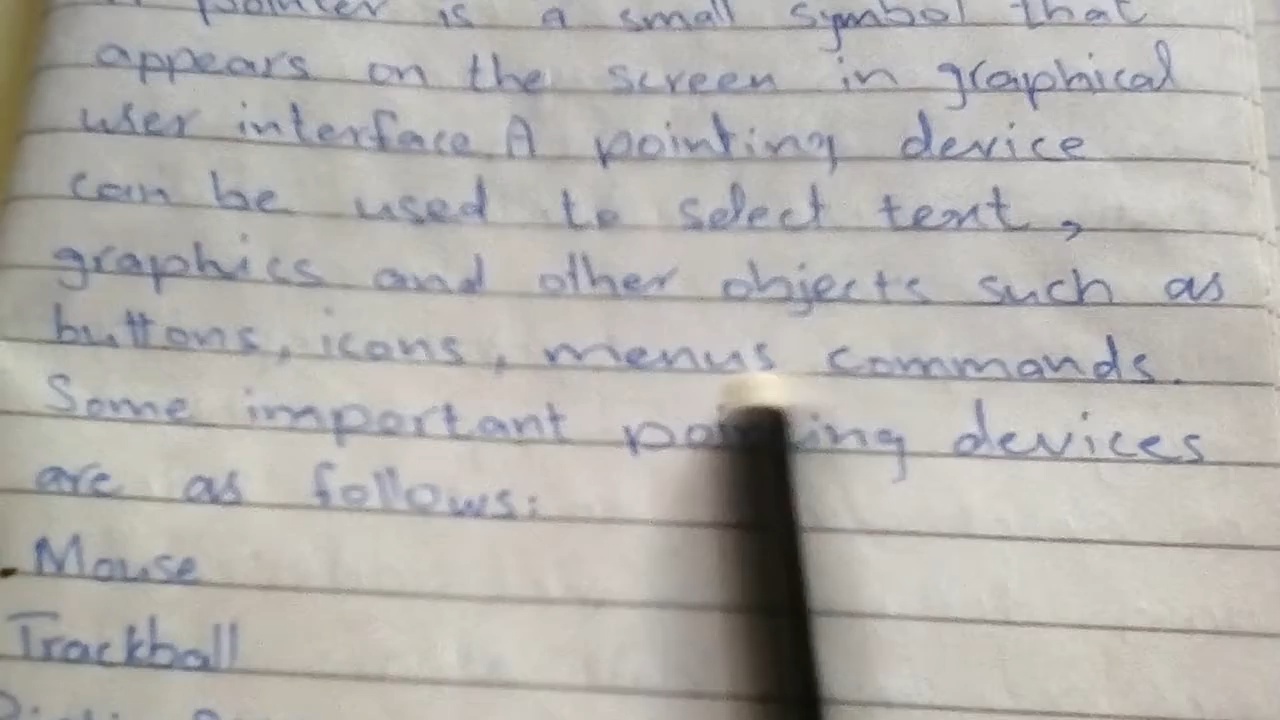 pointer is a small symbol that
appears on the screen in graphical
user interface. A pointing device
can be used to select text,
graphics and other objects such as
buttons, icons, menus commands.
Some important pointing devices
are as follows:
Mouse
Trackball